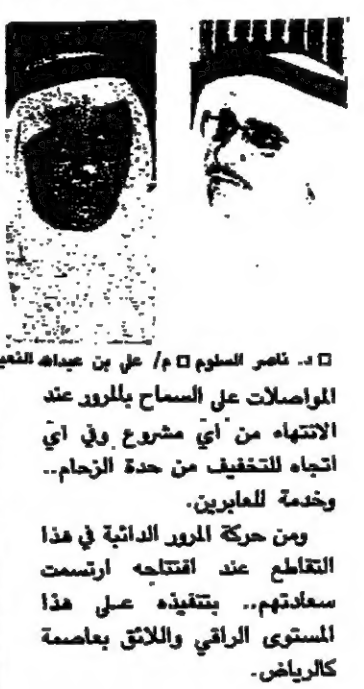 □ د. ناصر السلوم □ م/ علي بن عبدالله النعيـ
المواصلات على السماح بالمرور عند
الانتهاء من أيّ مشروع وفي أيّ
اتجاه للتخفيف من حدة الزحام..
وخدمة للعابرين.
ومن حركة المرور الدائبة في هذا
التقاطع عند افتتاحه ارتسمت
سعادتهم.. بتنفيذه على هذا
المستوى الراقي واللائق بعاصمة
كالرياض.